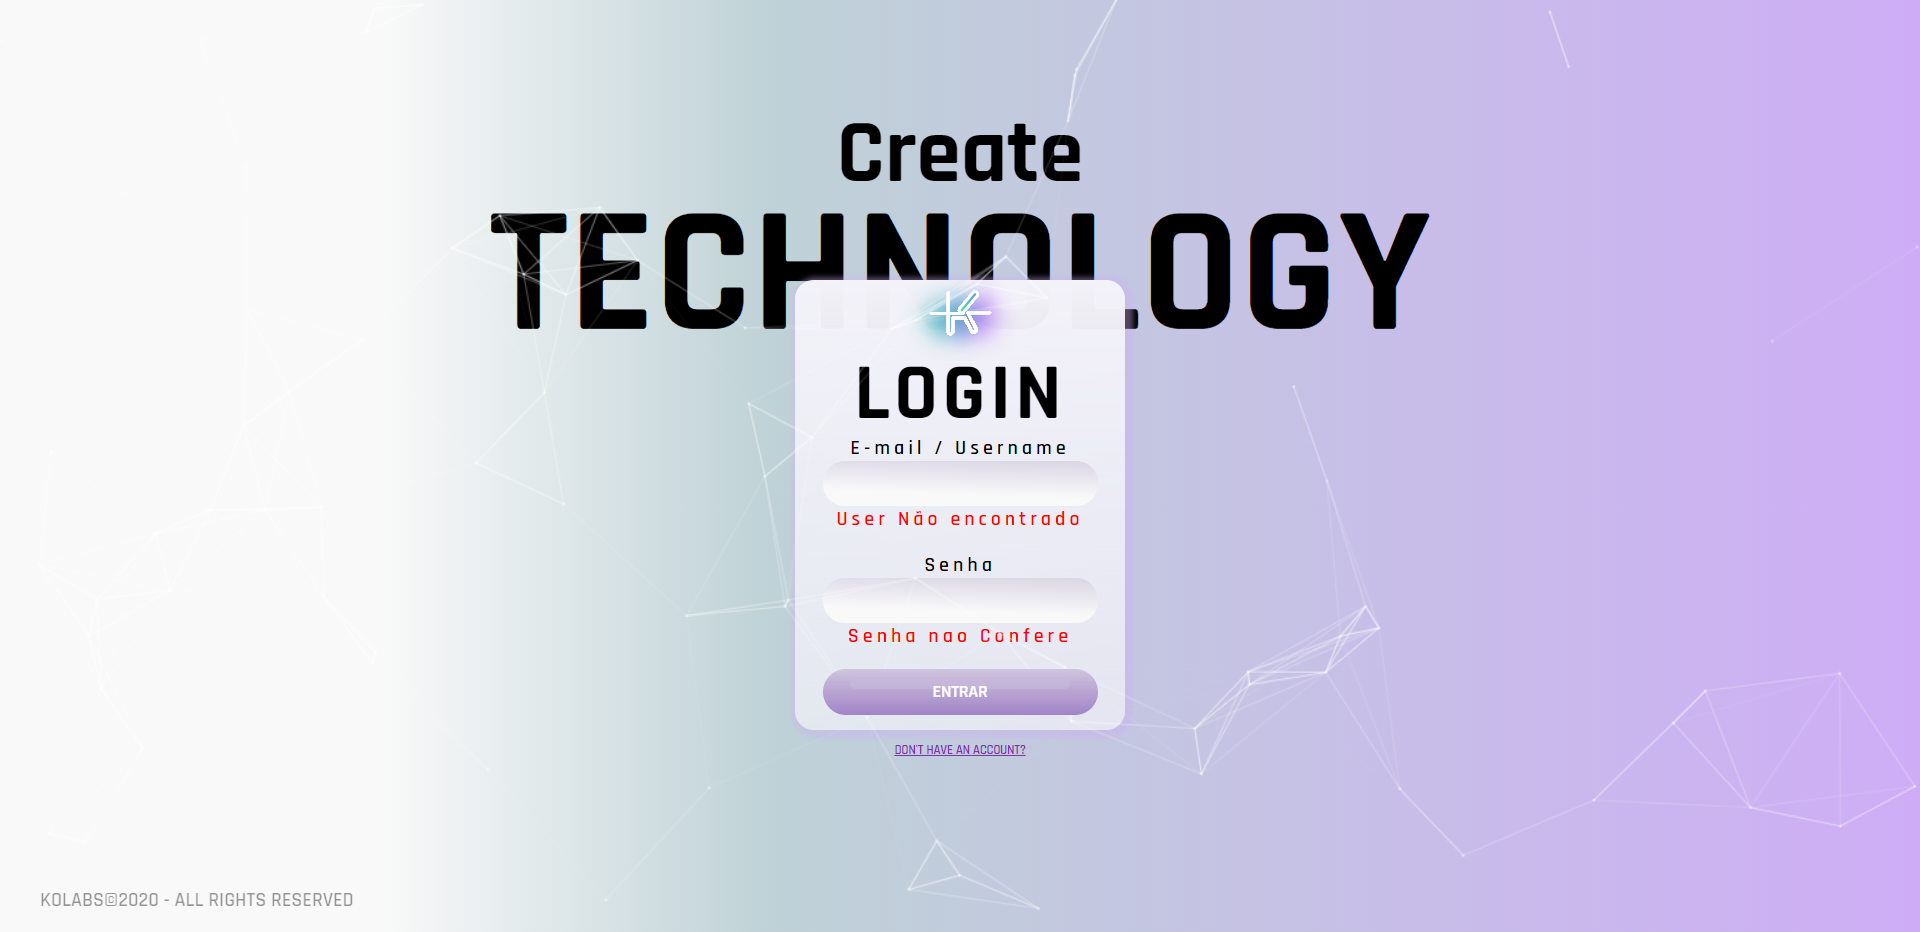 Create
TECHNOLOGY
K
LOGIN
E-mail / Username
User Não encontrado
Senha
Senha nao Confere
ENTRAR
DON'T HAVE AN ACCOUNT?
KOLABS©2020 - ALL RIGHTS RESERVED